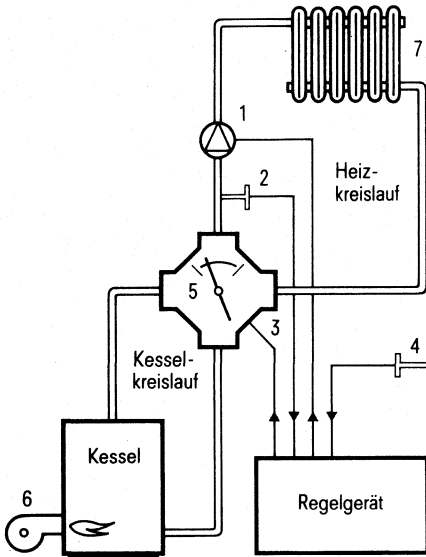 7
1
2
Heiz-
kreislauf
5
3
4
Kessel-
kreislauf
Kessel
6
Regelgerät